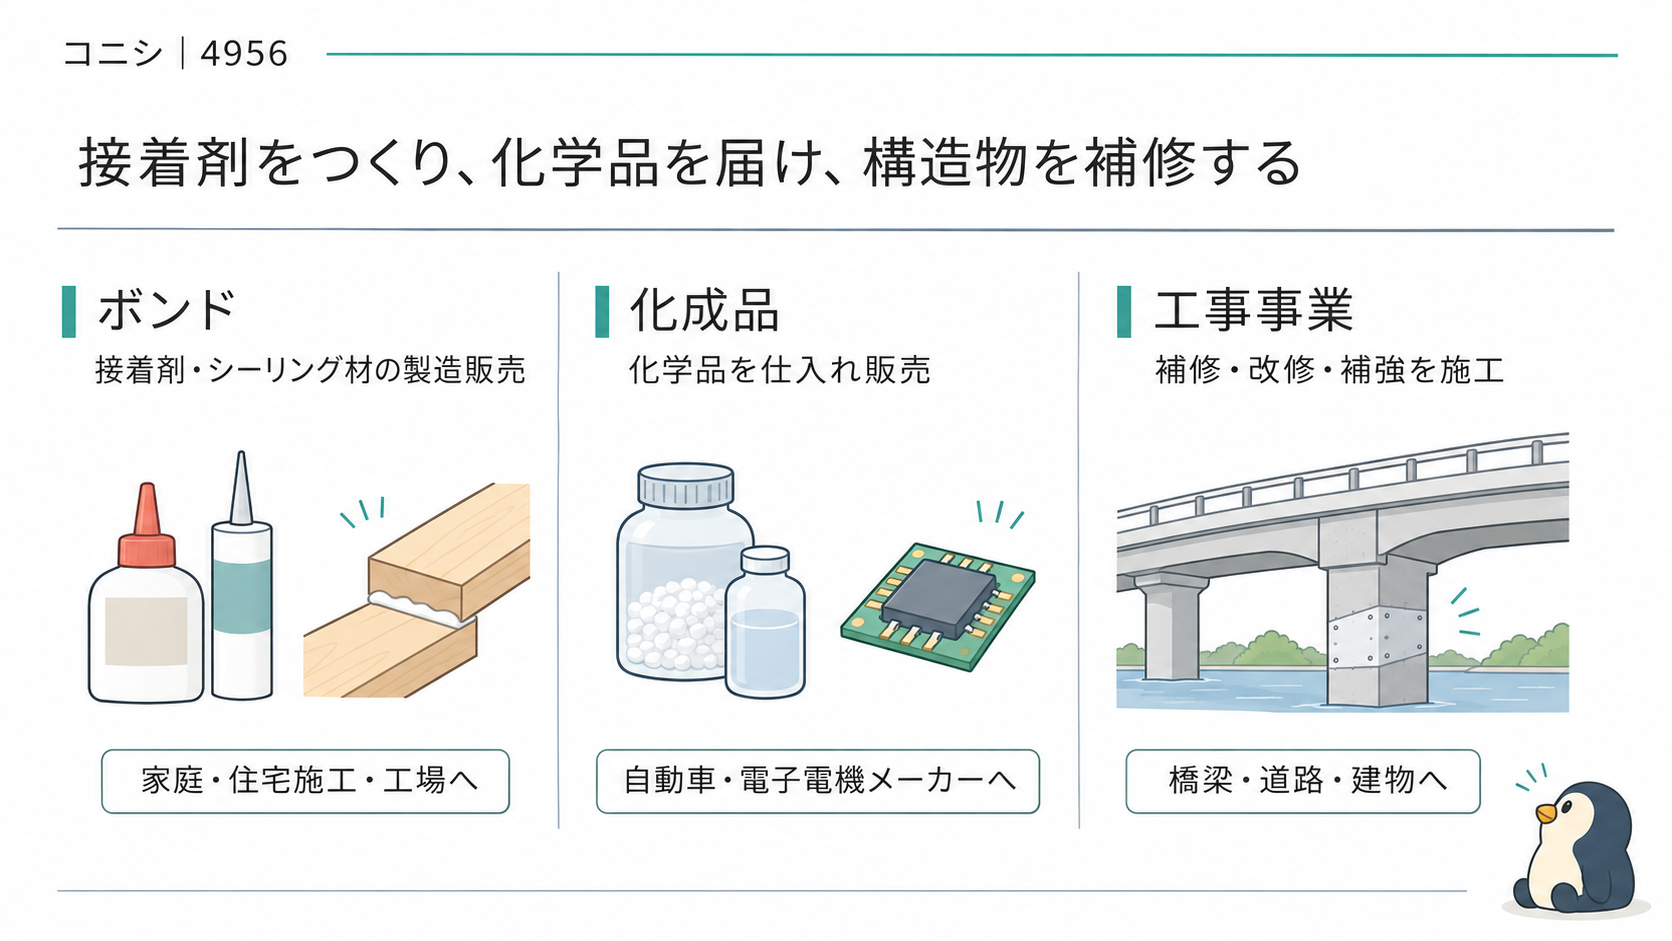 コニシ｜4956
接着剤をつくり、化学品を届け、構造物を補修する
ボンド
接着剤・シーリング材の製造販売
家庭・住宅施工・工場へ
化成品
化学品を仕入れ販売
自動車・電子電機メーカーへ
工事事業
補修・改修・補強を施工
橋梁・道路・建物へ